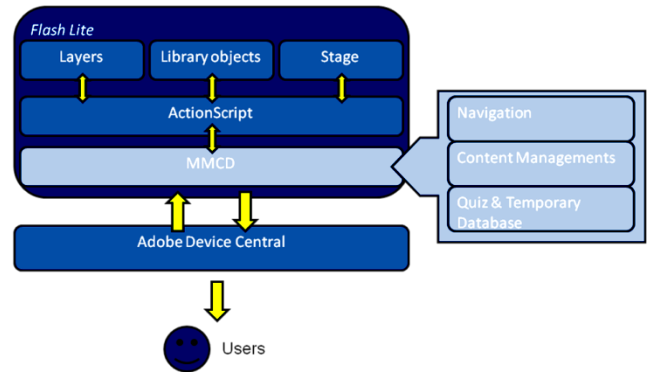 Flash Lite
Layers
Library objects
Stage
ActionScript
MMCD
Navigation
Content Managements
Quiz & Temporary
Database
Adobe Device Central
Users